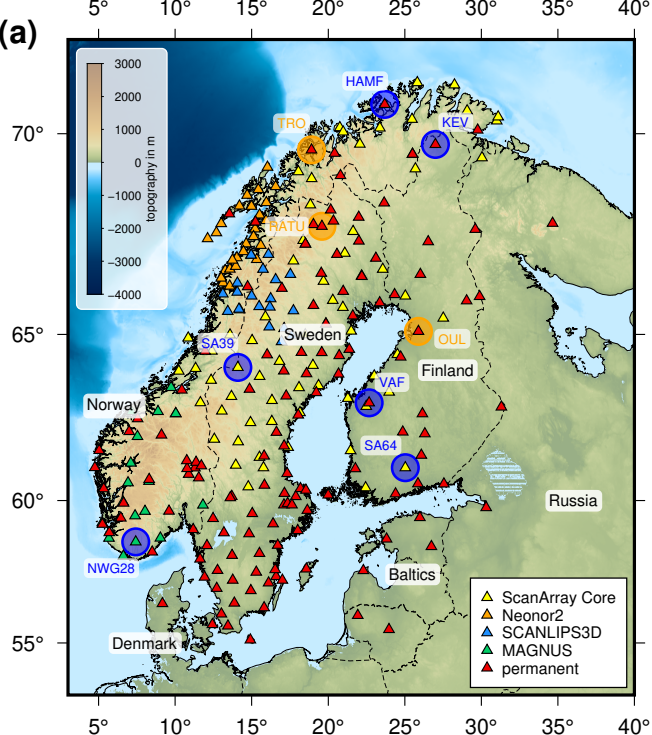 5° 10° 15° 20° 25° 30° 35° 40°
(a)
3000
2000
1000
0
−1000
−2000
−3000
−4000
topography in m
HAMF
TRO
KEV
70°
RATU
65°
SA39
Sweden
OUL
Finland
Norway
VAF
SA64
60°
Russia
NWG28
Baltics
55°
Denmark
ScanArray Core
Neonor2
SCANLIPS3D
MAGNUS
permanent
5° 10° 15° 20° 25° 30° 35° 40°